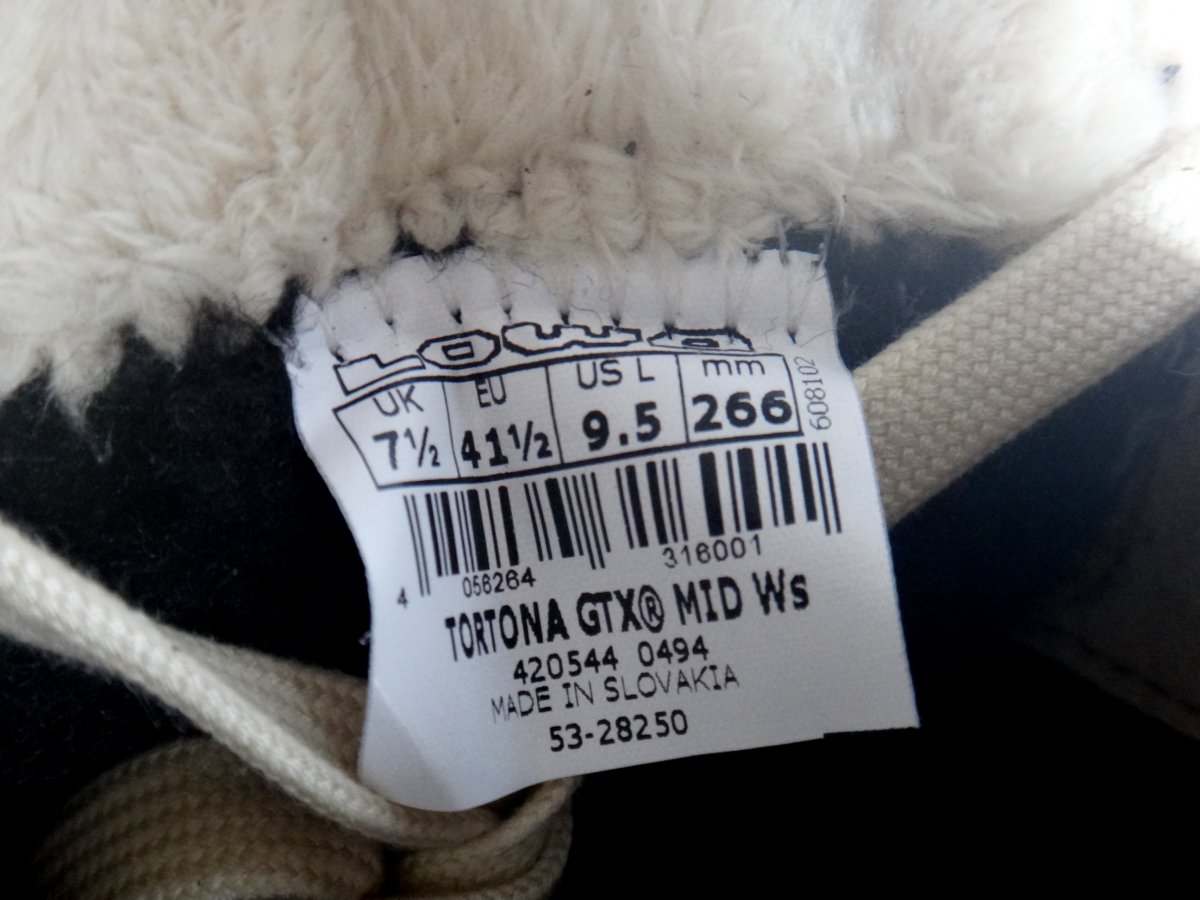 UK EU US L mm
7½ 41½ 9.5 266
608102
4 056264 316001
TORTONA GTX® MID Ws
420544 0494
MADE IN SLOVAKIA
53-28250